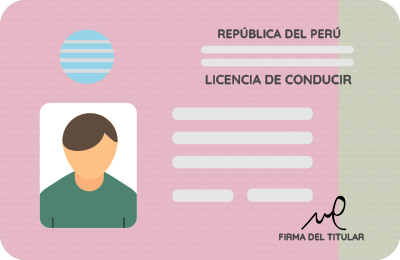 REPÚBLICA DEL PERÚ
LICENCIA DE CONDUCIR
FIRMA DEL TITULAR